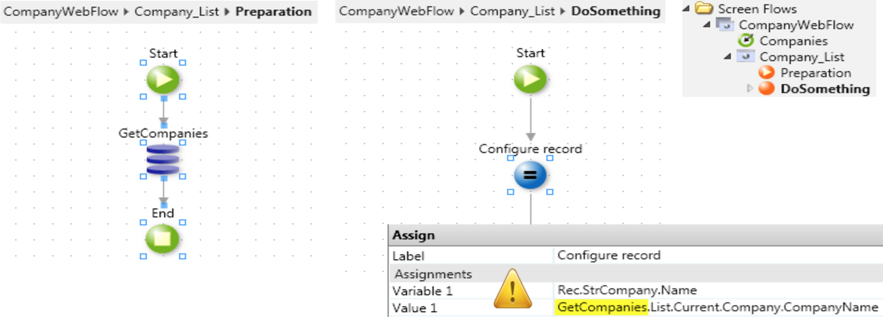 CompanyWebFlow ▸ Company_List ▸ Preparation
Start
GetCompanies
End
CompanyWebFlow ▸ Company_List ▸ DoSomething
Start
Configure record
Assign
Label Configure record
Assignments
Variable 1 Rec.StrCompany.Name
Value 1 GetCompanies.List.Current.Company.CompanyName
Screen Flows
CompanyWebFlow
Companies
Company_List
Preparation
DoSomething